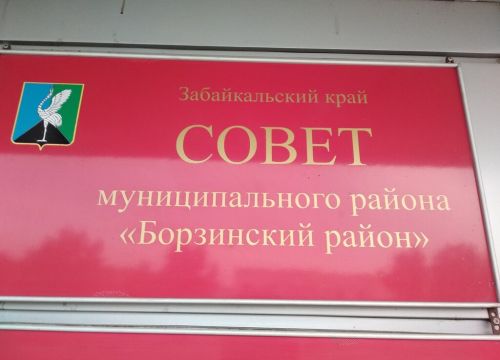 Забайкальский край
СОВЕТ
муниципального района
«Борзинский район»